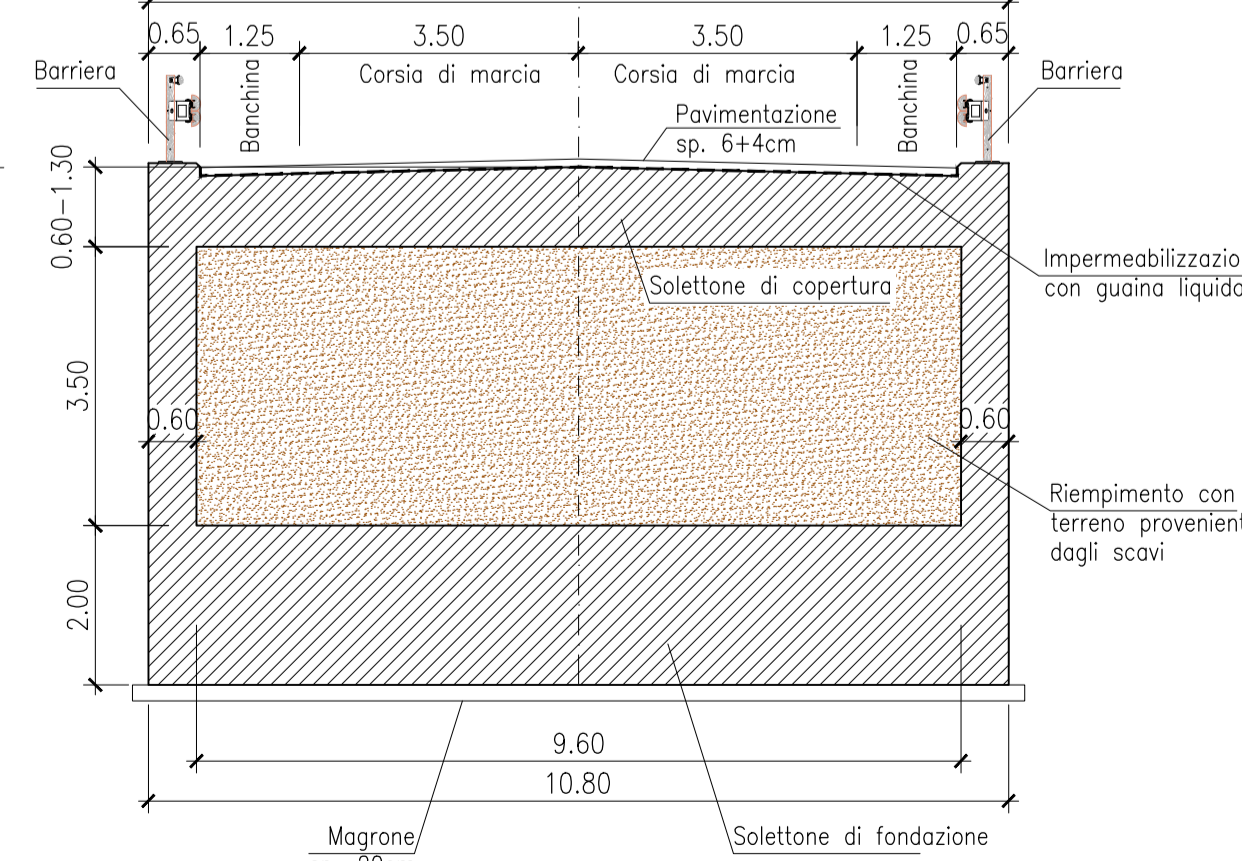 0.65 1.25 3.50 3.50 1.25 0.65
Barriera
Banchina
Corsia di marcia
Corsia di marcia
Banchina
Barriera
Pavimentazione
sp. 6+4cm
0.60-1.30
Impermeabilizzazio
con guaina liquida
Solettone di copertura
3.50
0.60
0.60
Riempimento con
terreno provenient
dagli scavi
2.00
9.60
10.80
Magrone
Solettone di fondazione